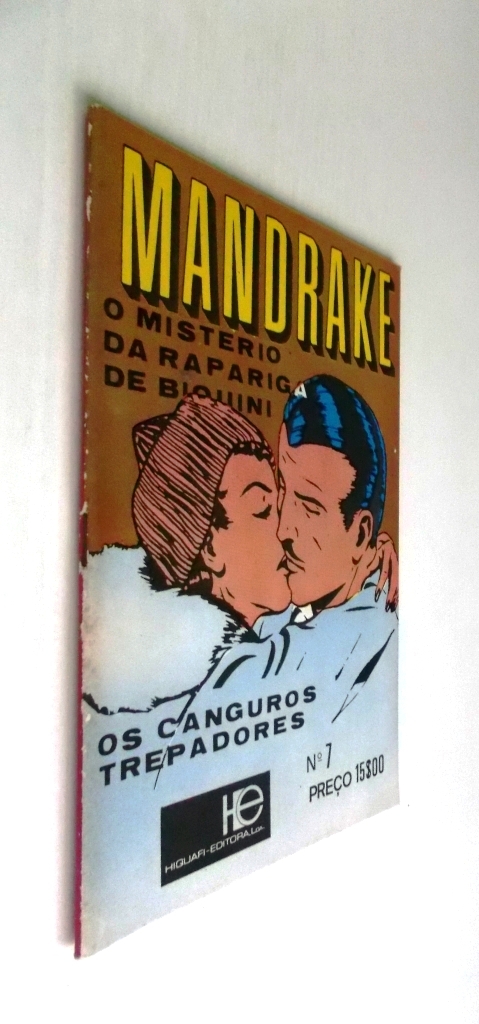 MANDRAKE
O MISTERIO
DA RAPARIGA
DE BIQUINI
OS CANGUROS
TREPADORES
Nº 7
PREÇO 15$00
He
HIGUAFI-EDITORA, Lda.